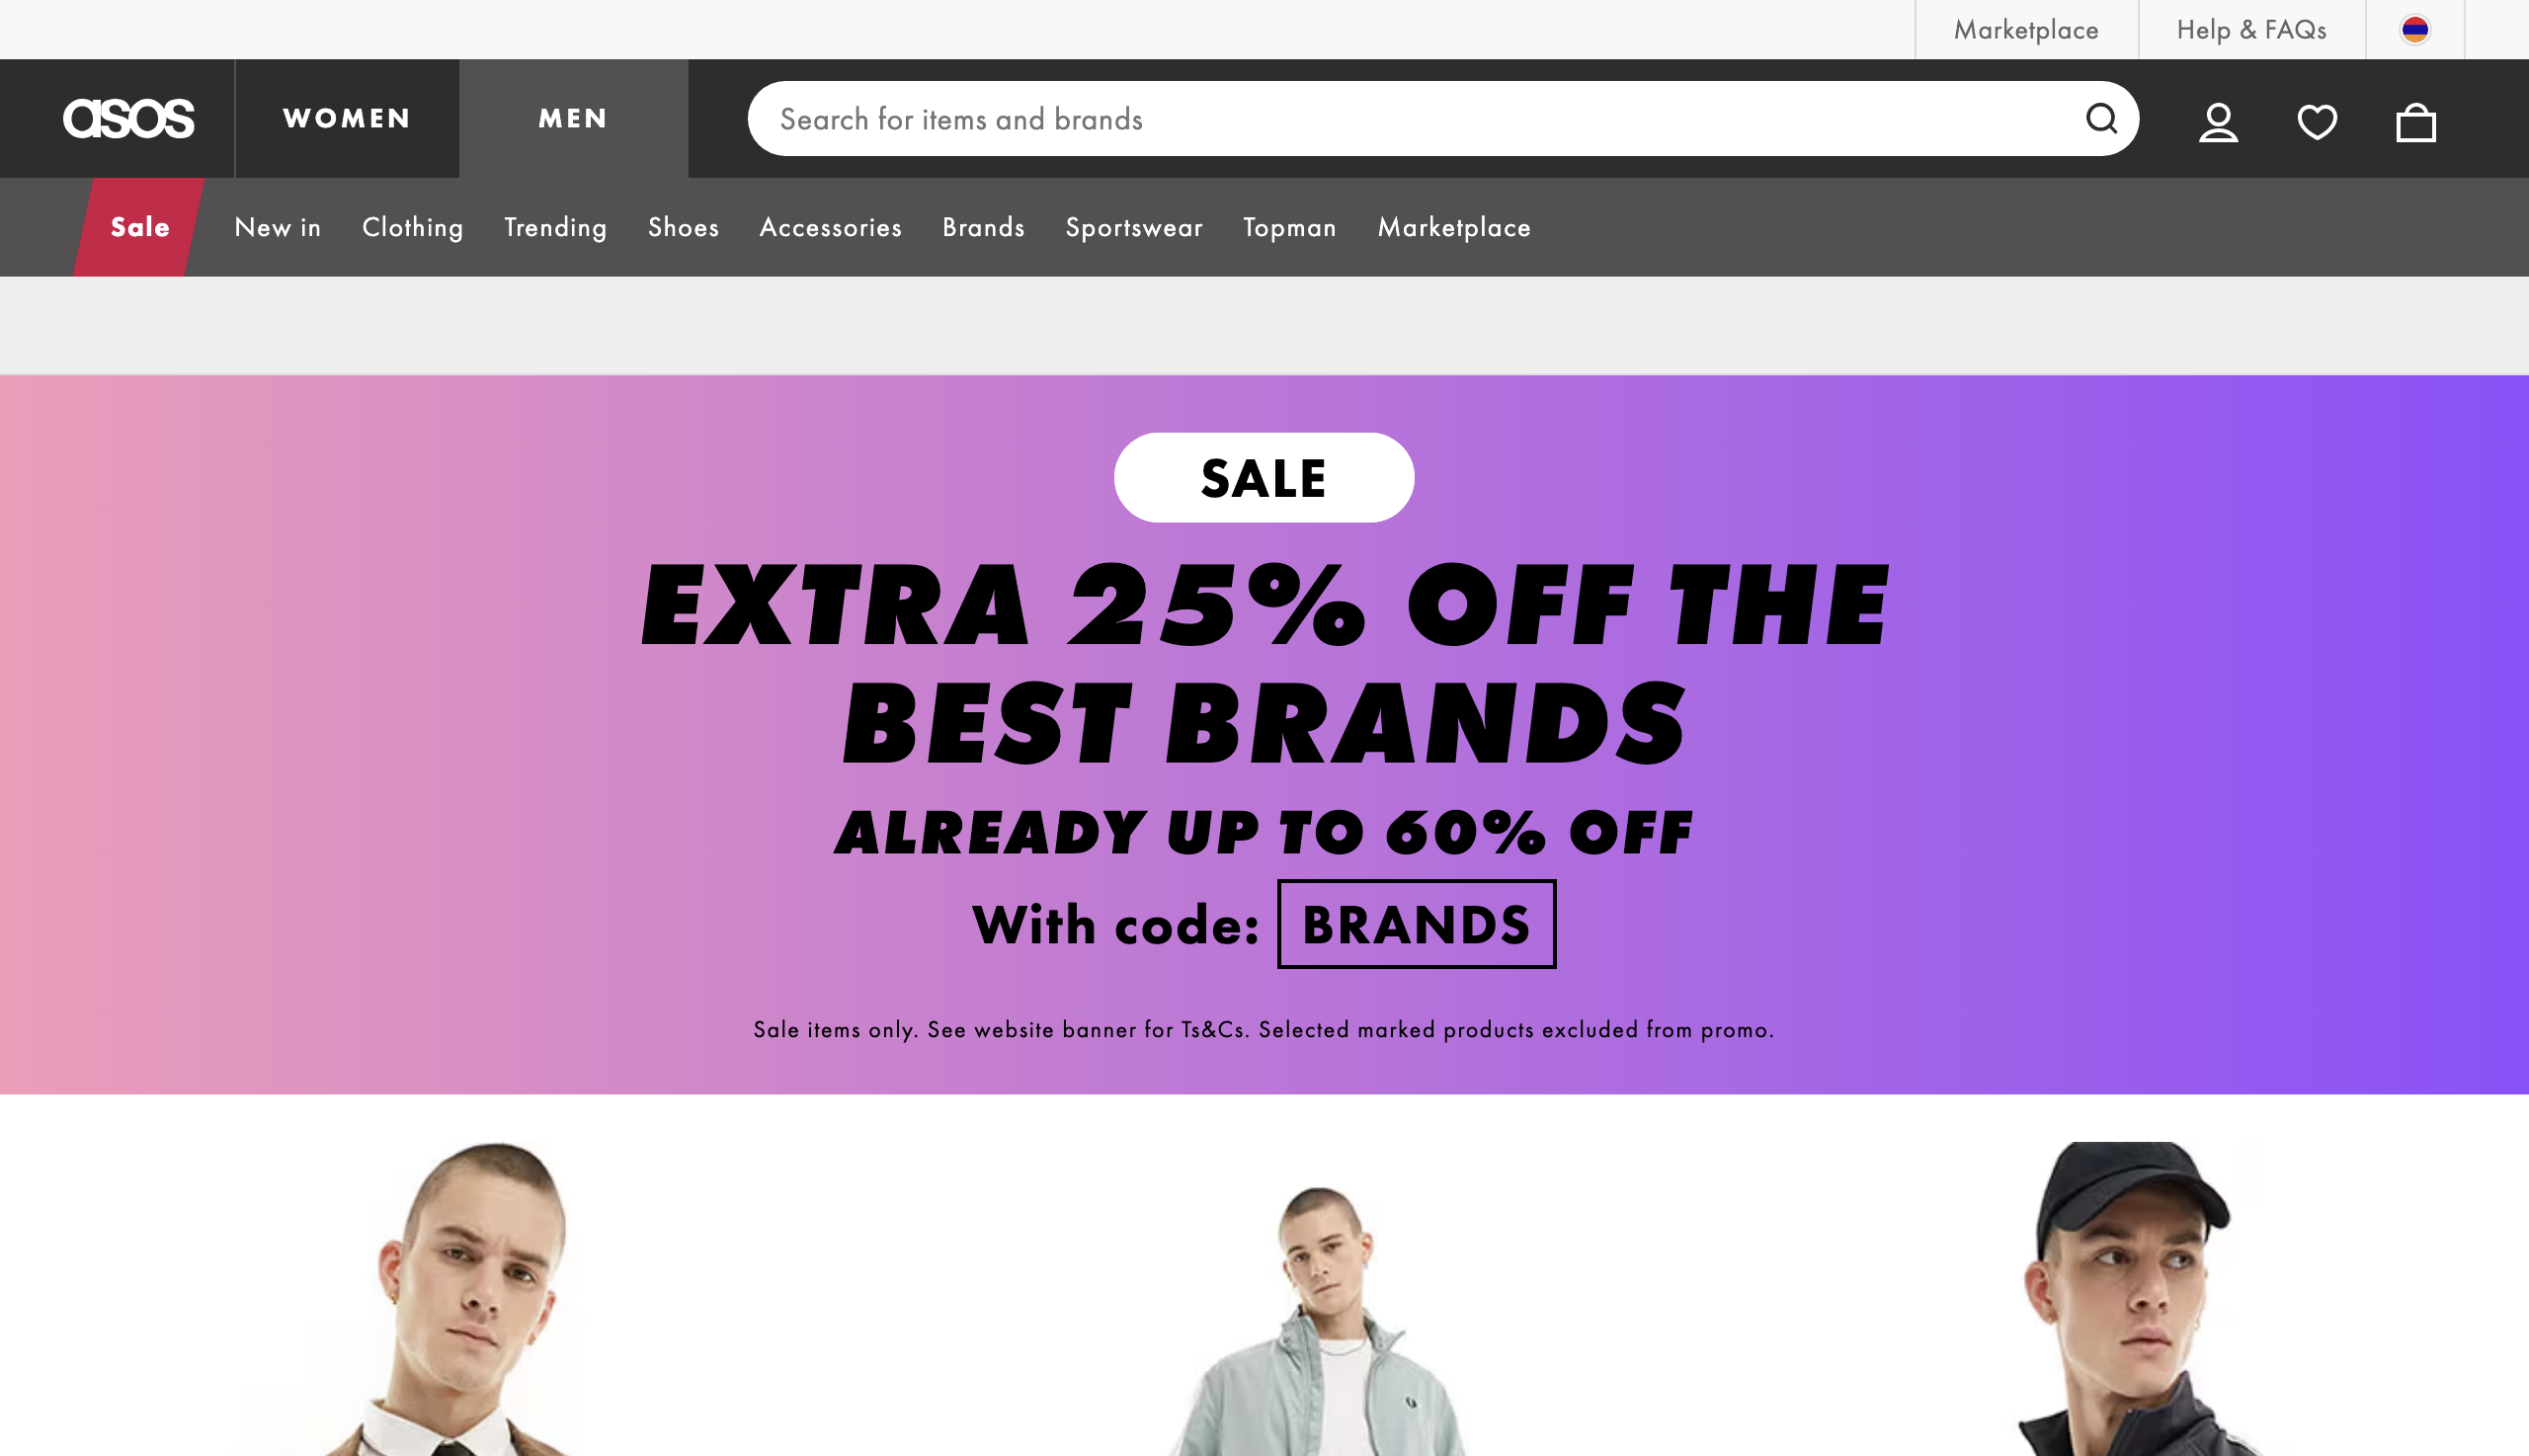 Marketplace Help & FAQs
asos WOMEN MEN Search for items and brands
Sale New in Clothing Trending Shoes Accessories Brands Sportswear Topman Marketplace
SALE
EXTRA 25% OFF THE
BEST BRANDS
ALREADY UP TO 60% OFF
With code: BRANDS
Sale items only. See website banner for Ts&Cs. Selected marked products excluded from promo.